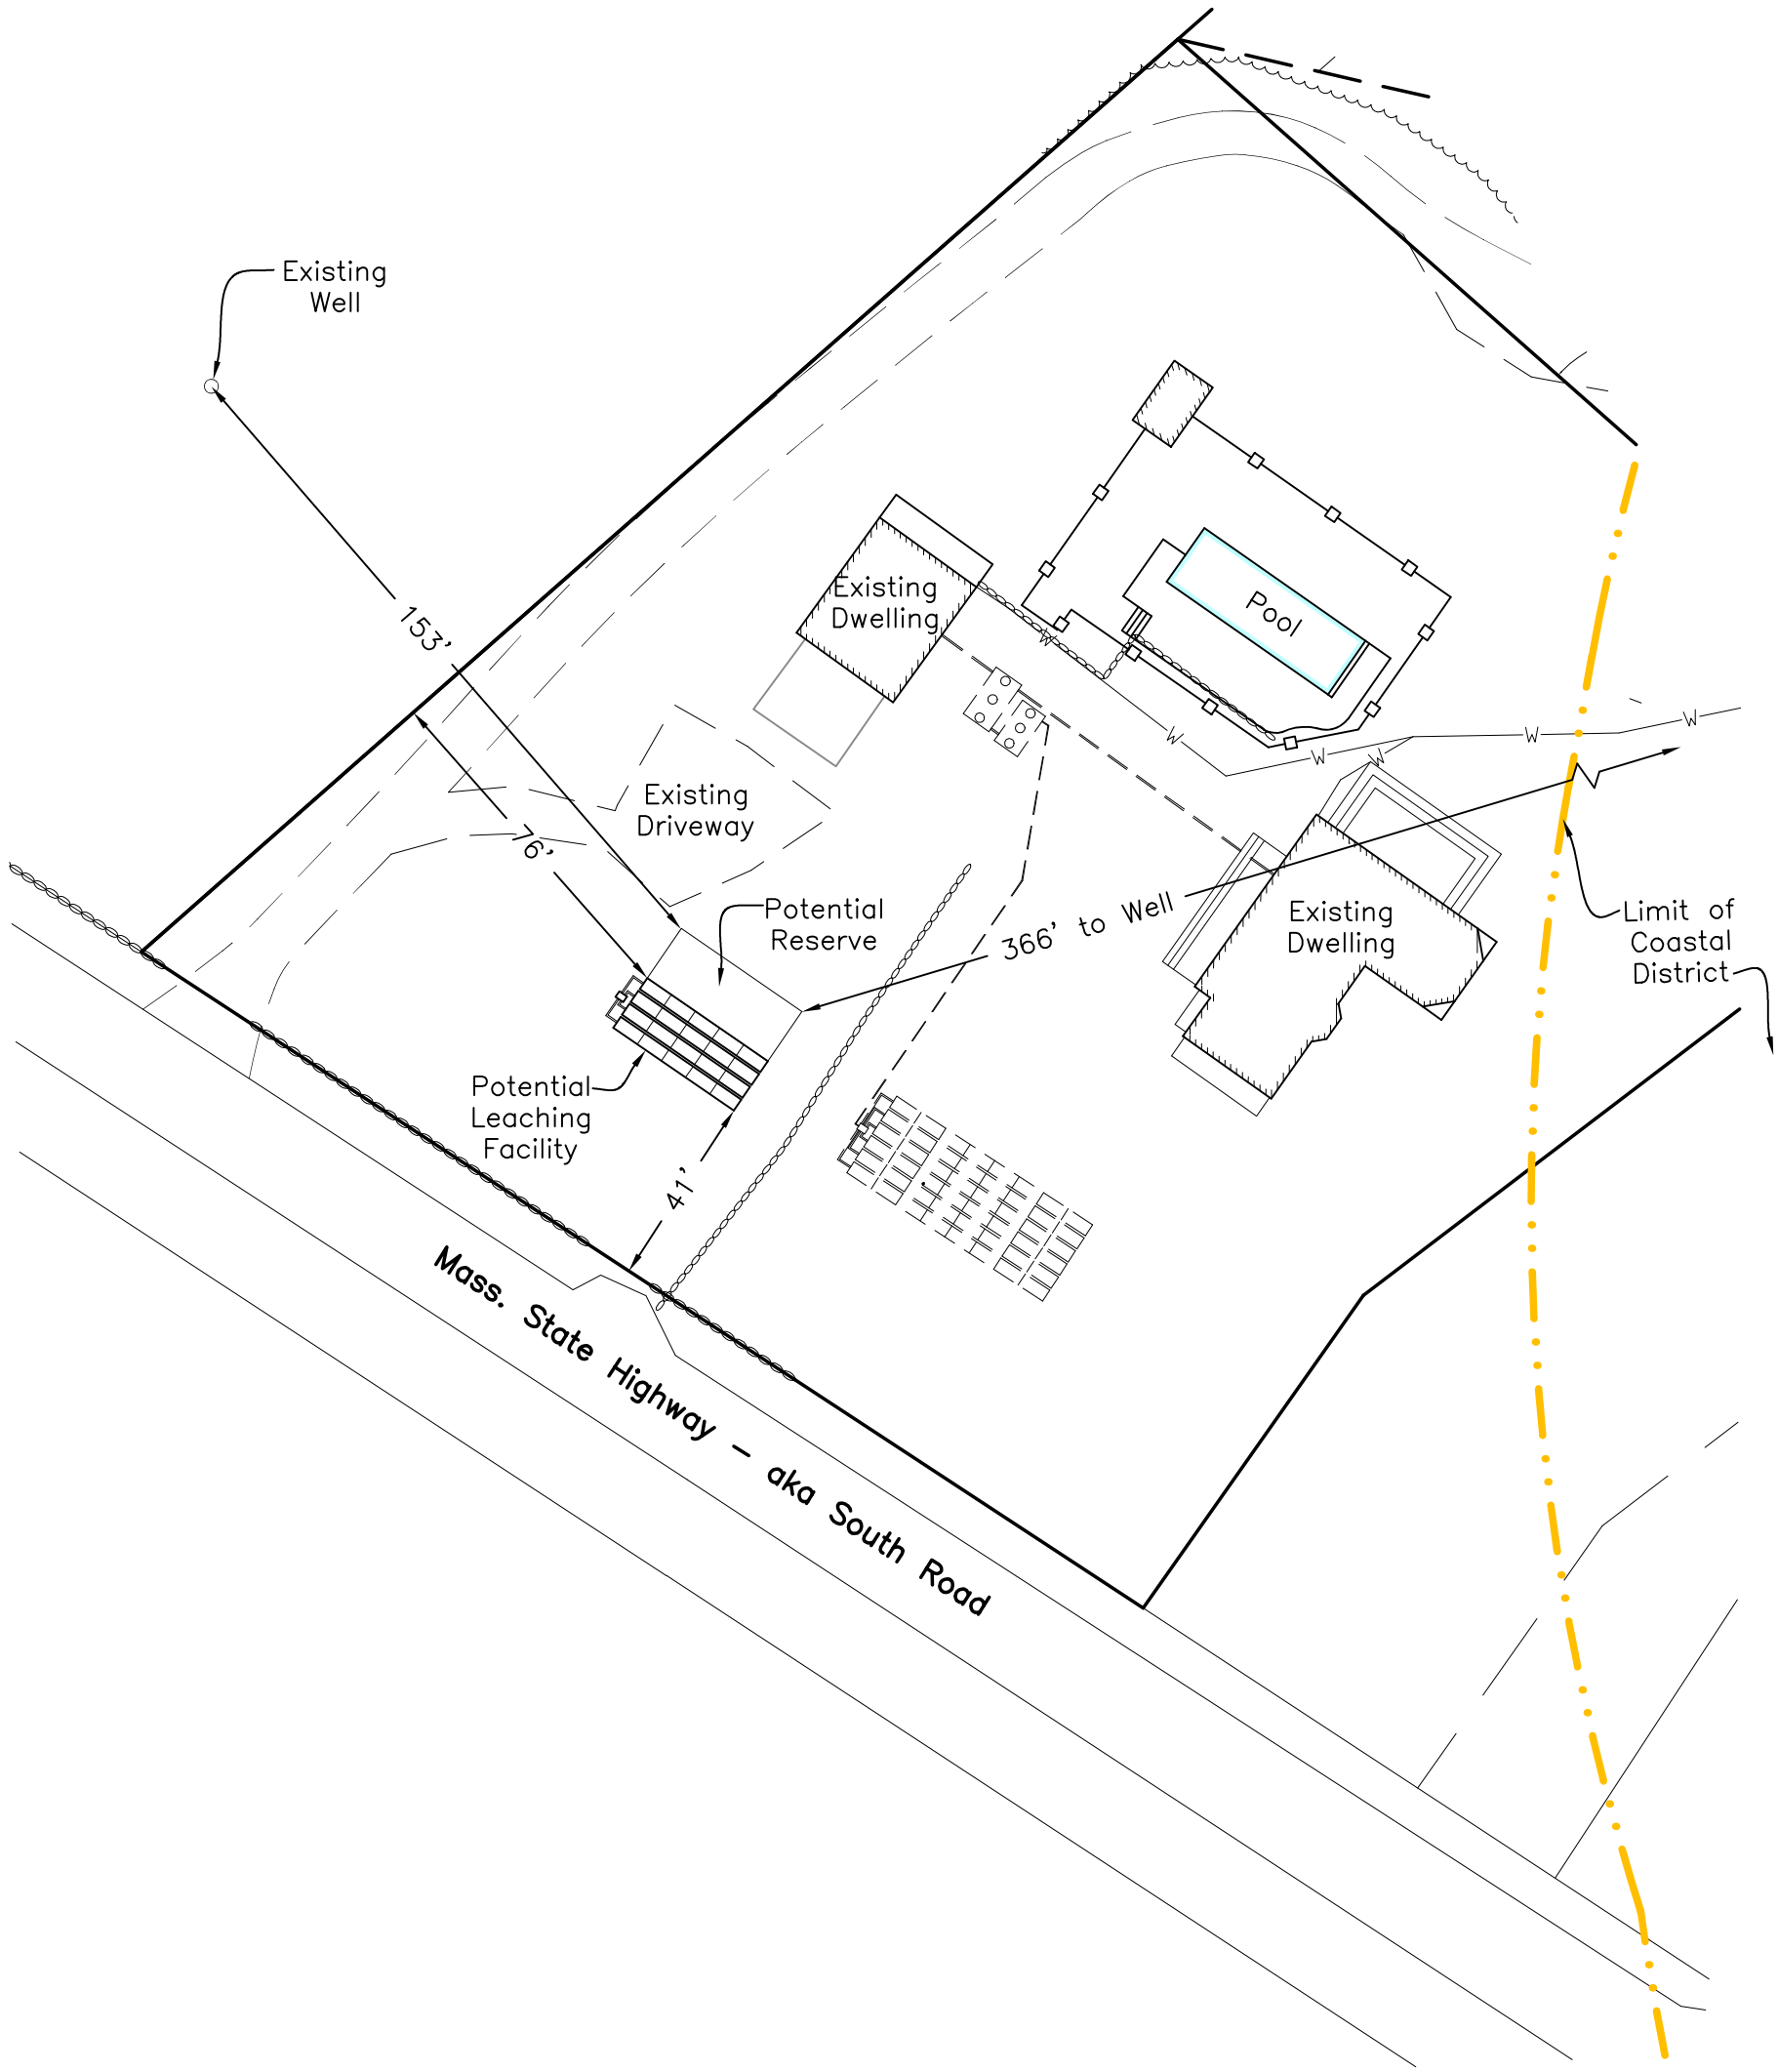 Existing
Well
153'
Existing
Dwelling
Pool
W
W
W
W
W
W
76'
Existing
Driveway
Potential
Reserve
366' to Well
Existing
Dwelling
Limit of
Coastal
District
Potential
Leaching
Facility
41'
Mass. State Highway – aka South Road